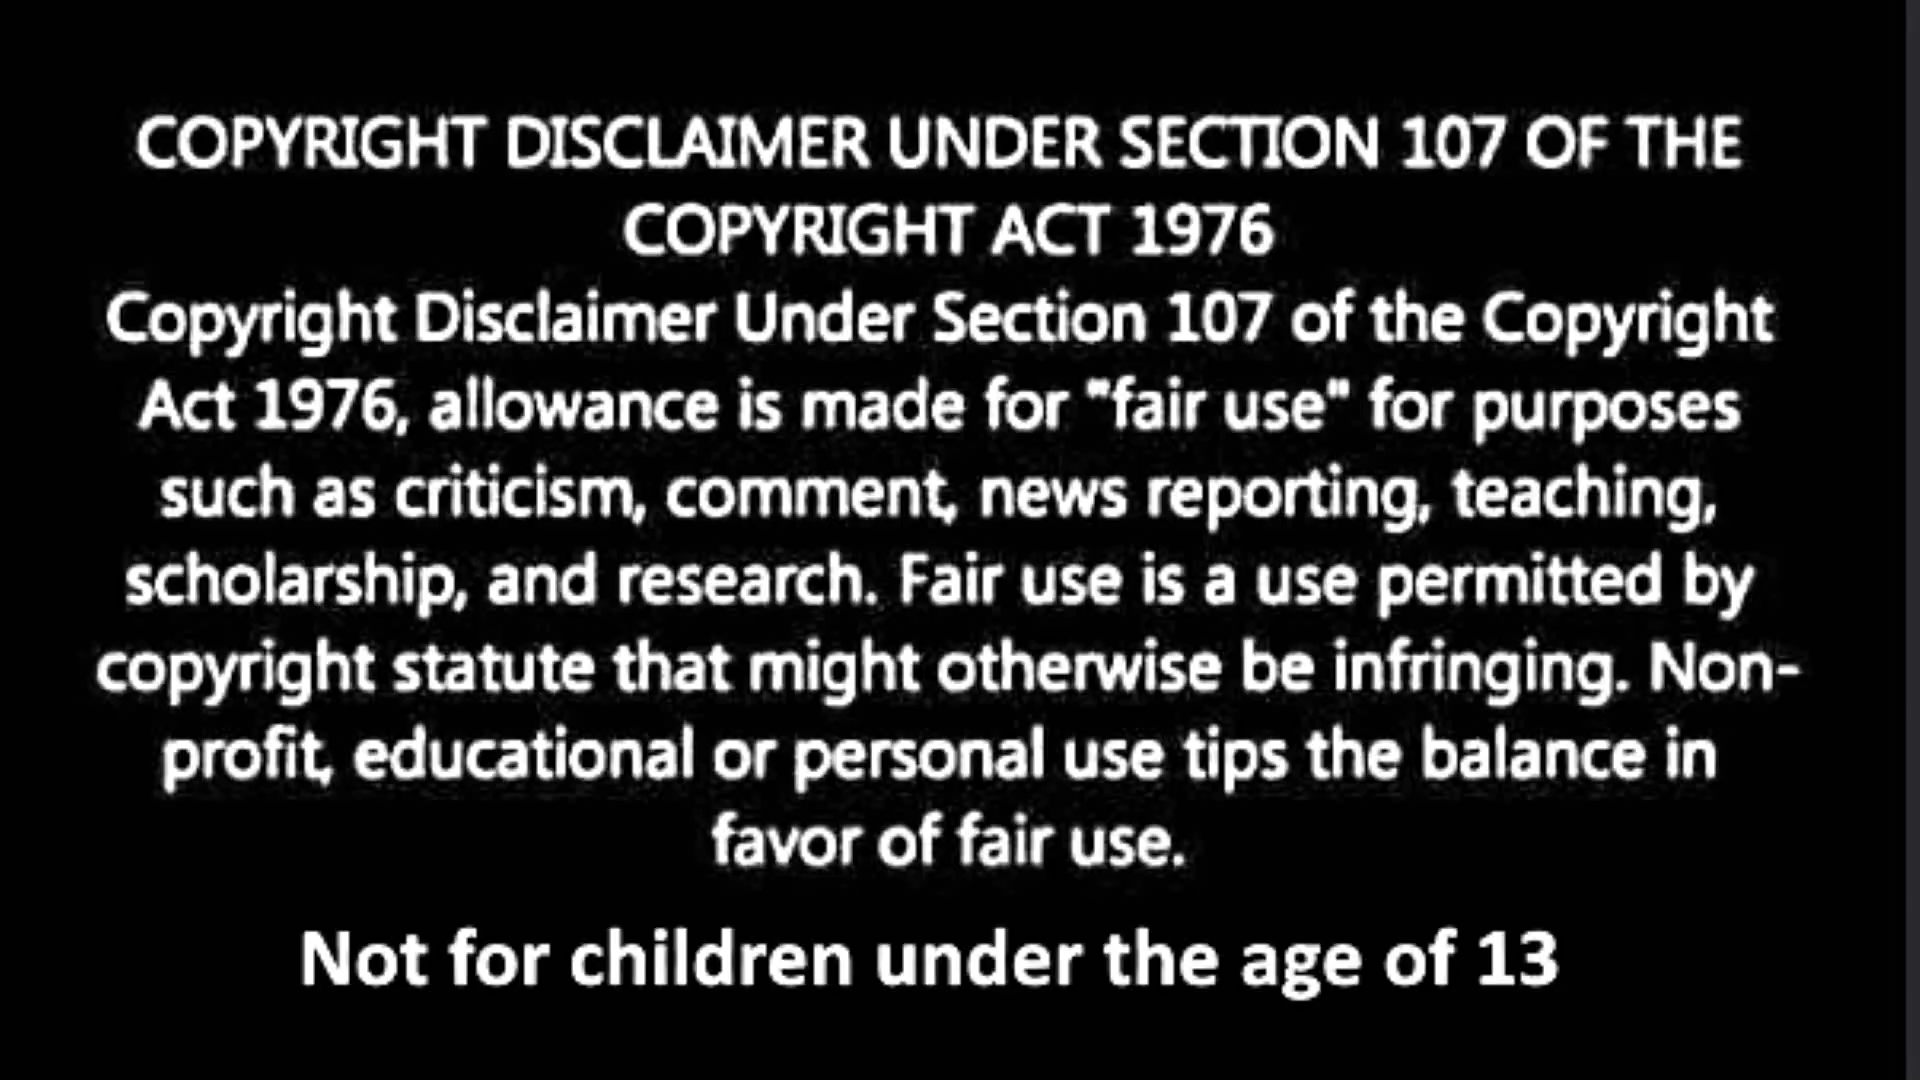 COPYRIGHT DISCLAIMER UNDER SECTION 107 OF THE
COPYRIGHT ACT 1976
Copyright Disclaimer Under Section 107 of the Copyright
Act 1976, allowance is made for "fair use" for purposes
such as criticism, comment, news reporting, teaching,
scholarship, and research. Fair use is a use permitted by
copyright statute that might otherwise be infringing. Non-
profit, educational or personal use tips the balance in
favor of fair use.
Not for children under the age of 13